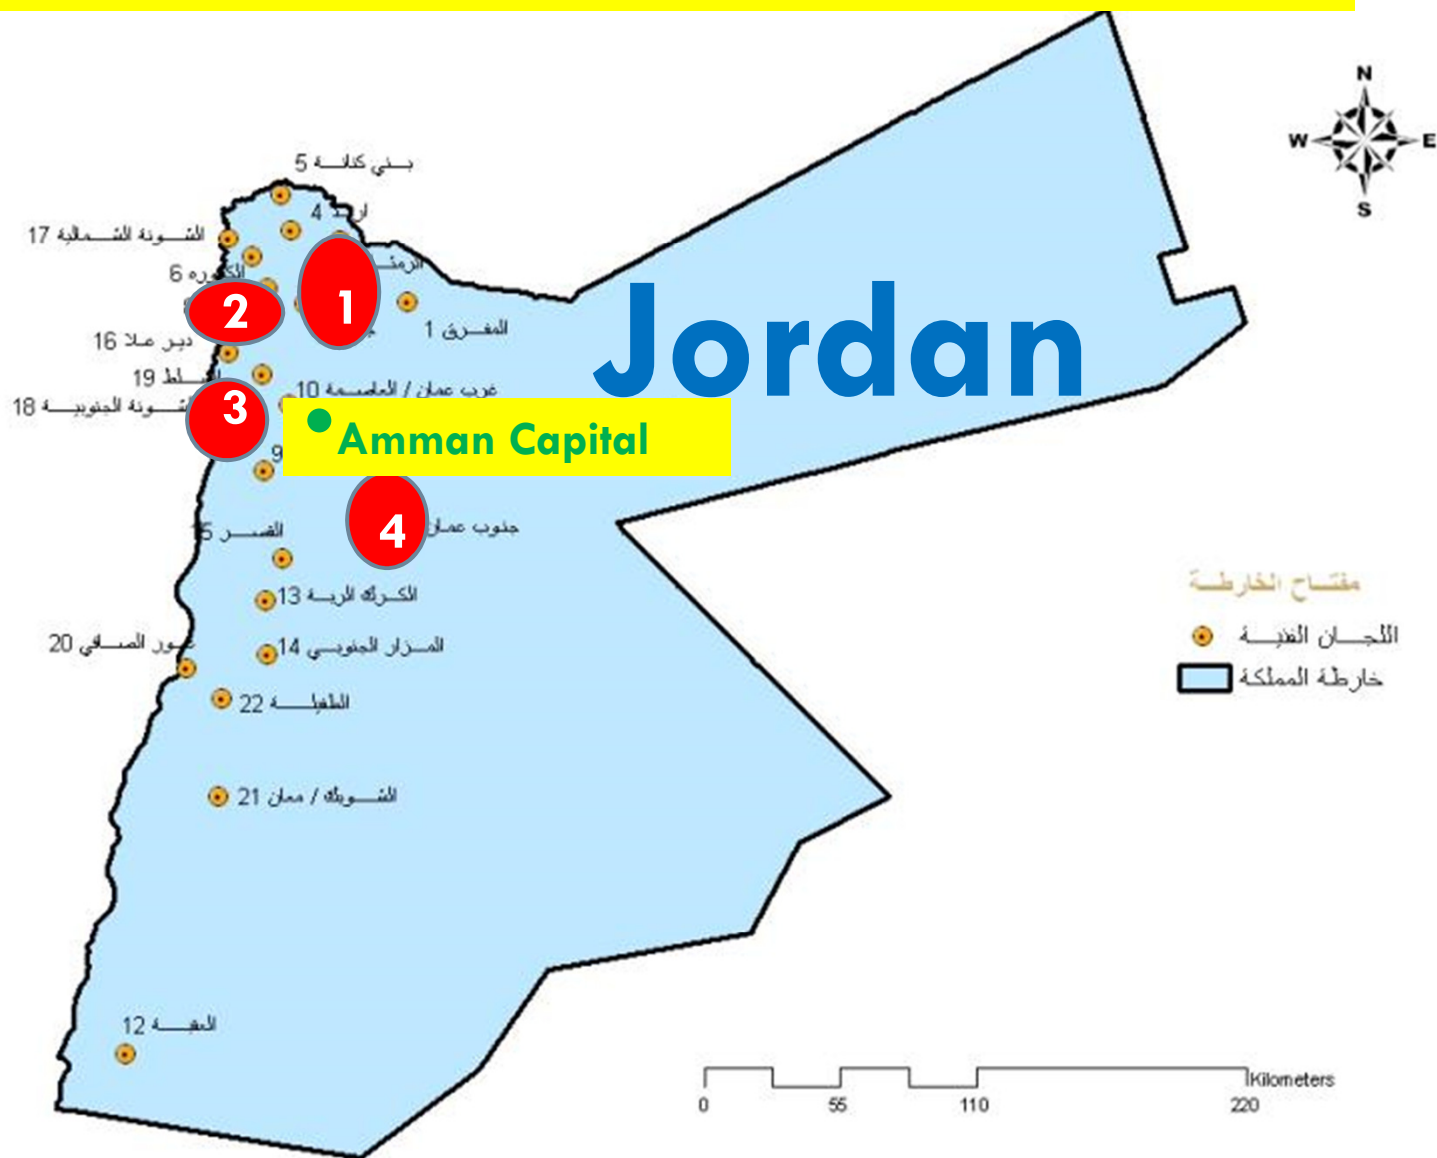 N
W E
S
بني كنانة 5
اربد 4
الشونة الشمالية 17
الكوره 6
2
1
المفرق 1
Jordan
دير علا 16
السلط 19
3
غرب عمان / العاصمة 10
الشونة الجنوبية 18
Amman Capital
9
4
جنوب عمان
القصر 15
الكرك الربة 13
المزار الجنوبي 14
غور الصافي 20
الطفيلة 22
الشوبك / معان 21
العقبة 12
مفتاح الخارطة
اللجان الفنية
خارطة المملكة
Kilometers
0 55 110 220